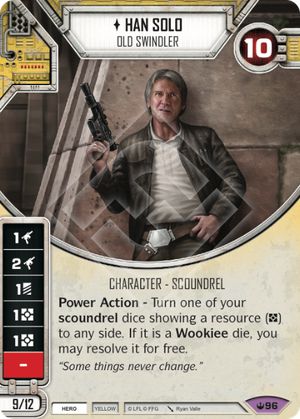 HAN SOLO
OLD SWINDLER
10
1
2
1
1
1
-
9/12
CHARACTER - SCOUNDREL
Power Action - Turn one of your
scoundrel dice showing a resource ( )
to any side. If it is a Wookiee die, you
may resolve it for free.
“Some things never change.”
HERO
YELLOW
© LFL © FFG
Ryan Valle
96